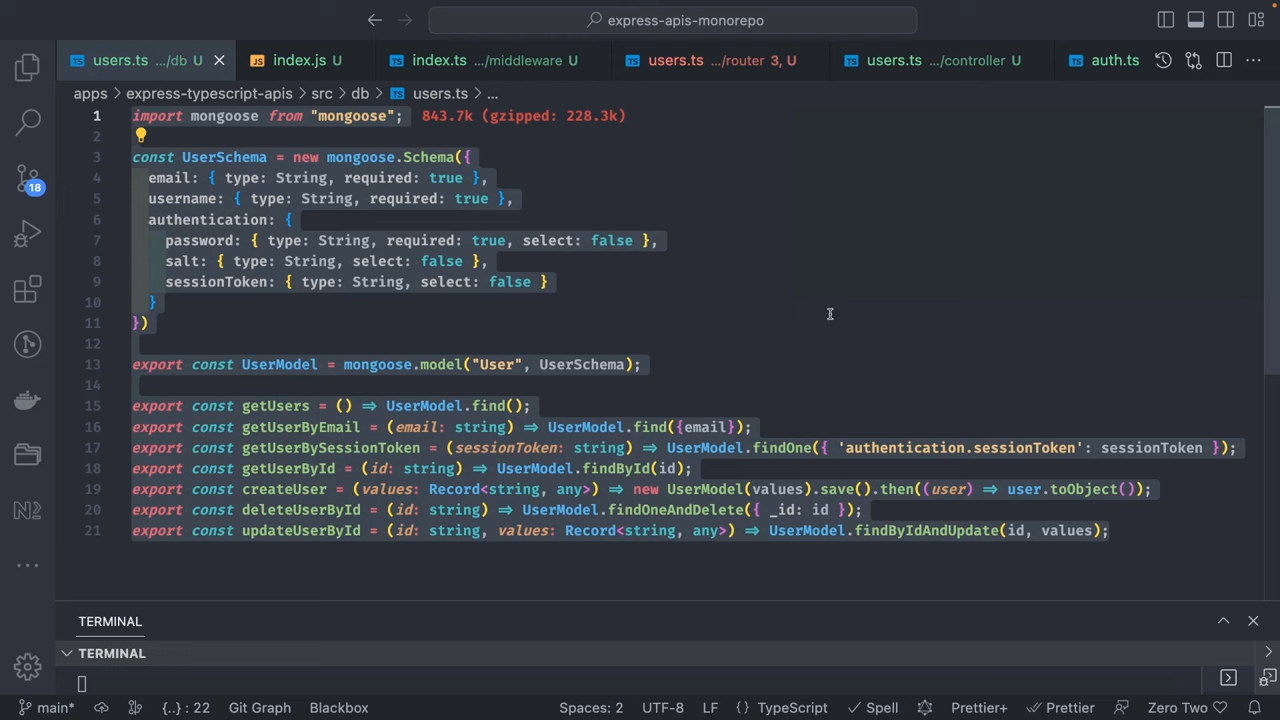 express-apis-monorepo
users.ts .../db U
index.js U
index.ts .../middleware U
users.ts .../router 3, U
users.ts .../controller U
auth.ts
apps > express-typescript-apis > src > db > users.ts > ...
1 import mongoose from "mongoose"; 843.7k (gzipped: 228.3k)
2
3 const UserSchema = new mongoose.Schema({
4 email: { type: String, required: true },
5 username: { type: String, required: true },
6 authentication: {
7 password: { type: String, required: true, select: false },
8 salt: { type: String, select: false },
9 sessionToken: { type: String, select: false }
10 }
11 })
12
13 export const UserModel = mongoose.model("User", UserSchema);
14
15 export const getUsers = () => UserModel.find();
16 export const getUserByEmail = (email: string) => UserModel.find({email});
17 export const getUserBySessionToken = (sessionToken: string) => UserModel.findOne({ 'authentication.sessionToken': sessionToken });
18 export const getUserById = (id: string) => UserModel.findById(id);
19 export const createUser = (values: Record<string, any>) => new UserModel(values).save().then((user) => user.toObject());
20 export const deleteUserById = (id: string) => UserModel.findOneAndDelete({ _id: id });
21 export const updateUserById = (id: string, values: Record<string, any>) => UserModel.findByIdAndUpdate(id, values);
18
TERMINAL
TERMINAL
main* {..} : 22 Git Graph Blackbox Spaces: 2 UTF-8 LF {} TypeScript Spell Prettier+ Prettier Zero Two